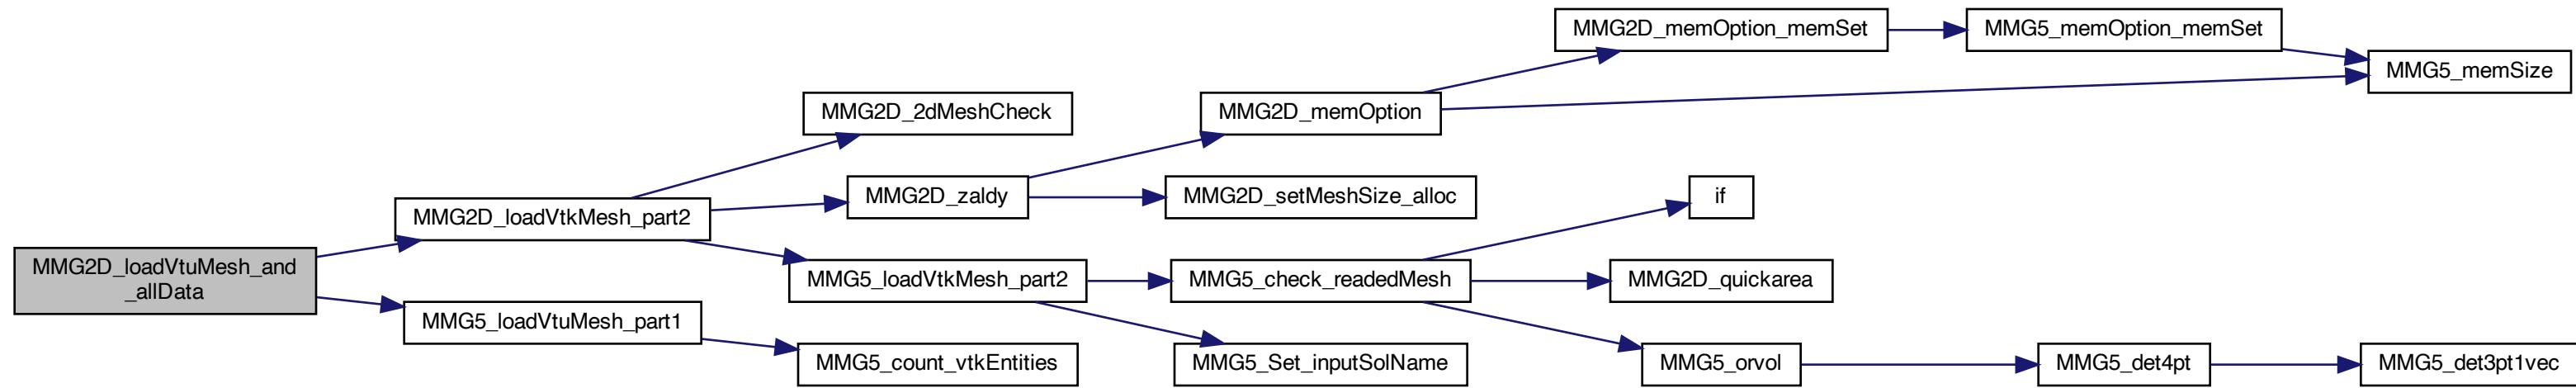 MMG2D_memOption_memSet
MMG5_memOption_memSet
MMG5_memSize
MMG2D_2dMeshCheck
MMG2D_memOption
MMG2D_loadVtkMesh_part2
MMG2D_zaldy
MMG2D_setMeshSize_alloc
if
MMG2D_loadVtuMesh_and
_allData
MMG5_loadVtkMesh_part2
MMG5_check_readedMesh
MMG2D_quickarea
MMG5_loadVtuMesh_part1
MMG5_count_vtkEntities
MMG5_Set_inputSolName
MMG5_orvol
MMG5_det4pt
MMG5_det3pt1vec